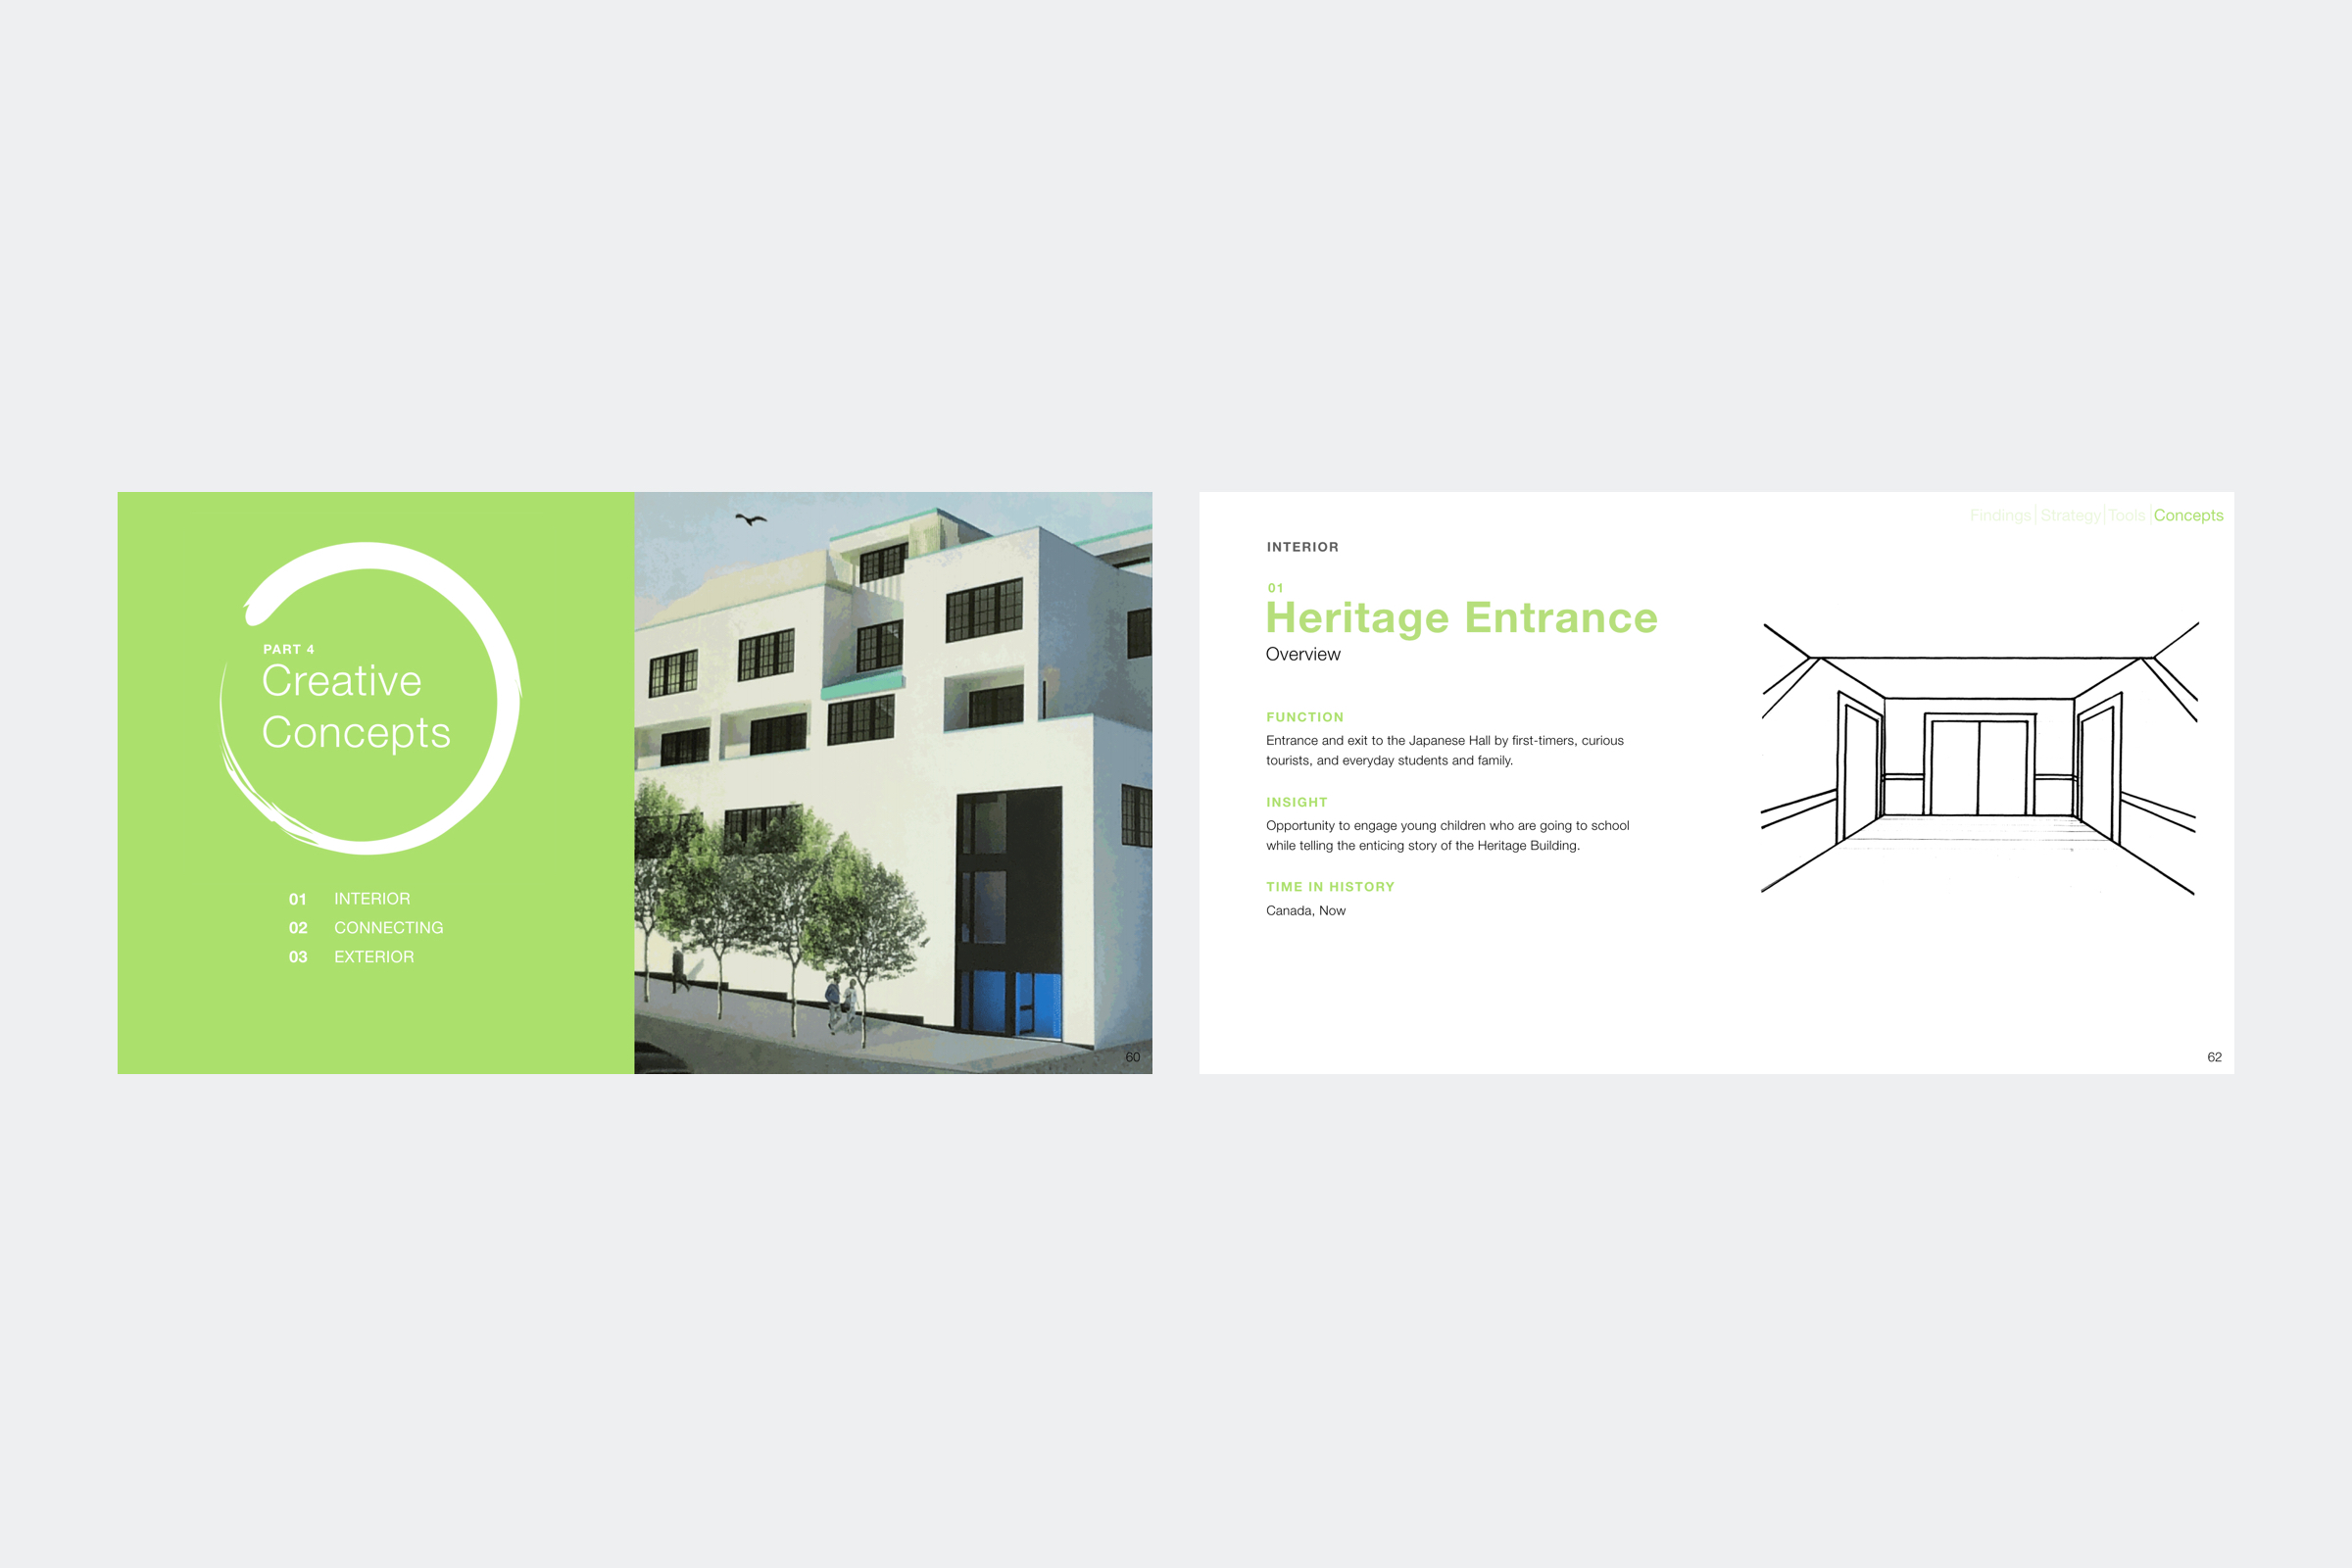 PART 4
Creative
Concepts
01 INTERIOR
02 CONNECTING
03 EXTERIOR
60
Findings | Strategy | Tools | Concepts
INTERIOR
01
Heritage Entrance
Overview
FUNCTION
Entrance and exit to the Japanese Hall by first-timers, curious
tourists, and everyday students and family.
INSIGHT
Opportunity to engage young children who are going to school
while telling the enticing story of the Heritage Building.
TIME IN HISTORY
Canada, Now
62